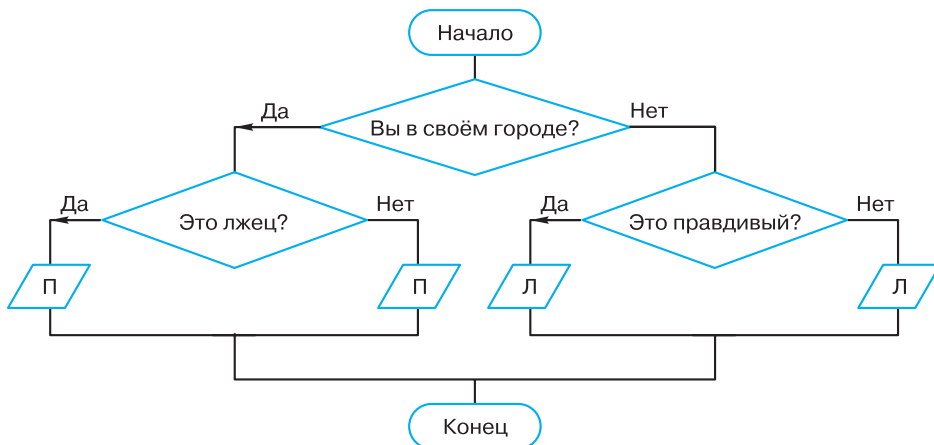 Начало
Да
Вы в своём городе?
Нет
Да
Это лжец?
Нет
Да
Это правдивый?
Нет
П
П
Л
Л
Конец